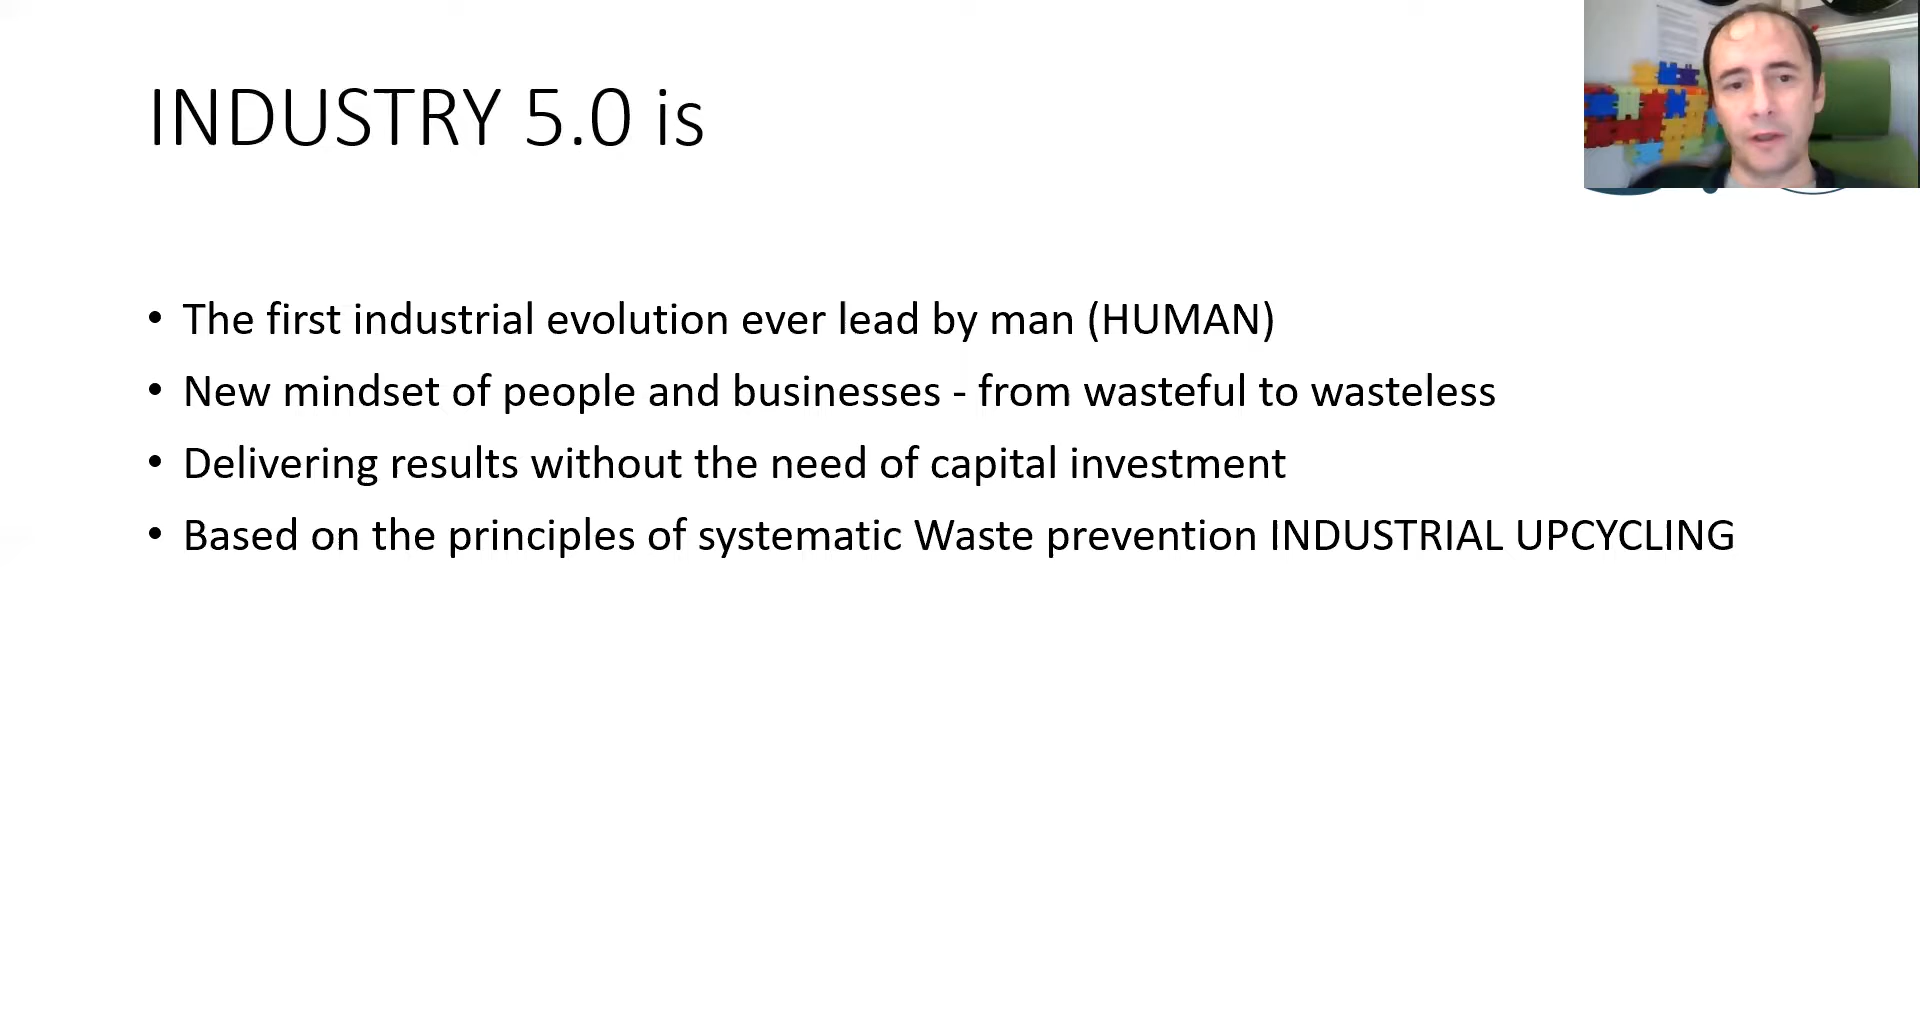 INDUSTRY 5.0 is
• The first industrial evolution ever lead by man (HUMAN)
• New mindset of people and businesses - from wasteful to wasteless
• Delivering results without the need of capital investment
• Based on the principles of systematic Waste prevention INDUSTRIAL UPCYCLING